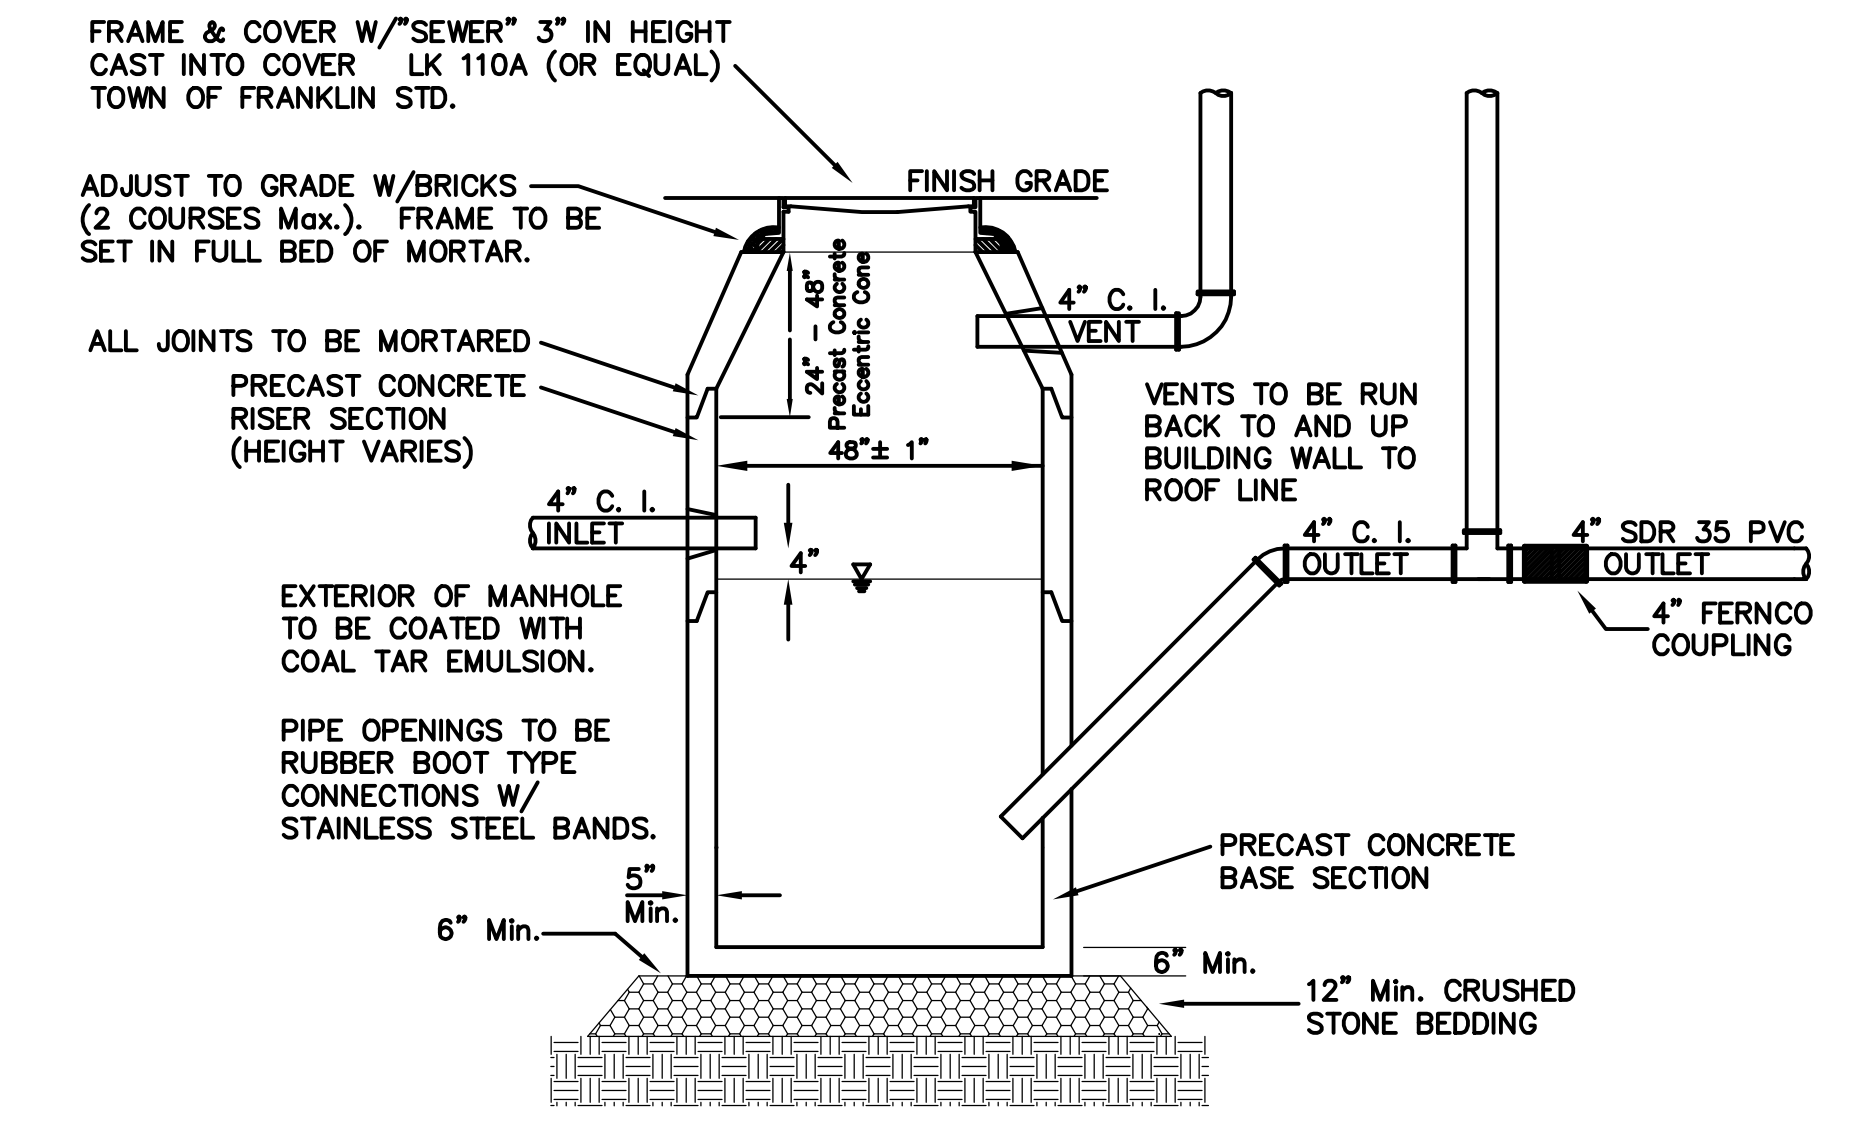 FRAME & COVER W/"SEWER" 3" IN HEIGHT
CAST INTO COVER LK 110A (OR EQUAL)
TOWN OF FRANKLIN STD.
FINISH GRADE
ADJUST TO GRADE W/BRICKS
(2 COURSES Max.). FRAME TO BE
SET IN FULL BED OF MORTAR.
24" - 48"
Precast Concrete
Eccentric Cone
4" C. I.
VENT
ALL JOINTS TO BE MORTARED
PRECAST CONCRETE
RISER SECTION
(HEIGHT VARIES)
48"± 1"
VENTS TO BE RUN
BACK TO AND UP
BUILDING WALL TO
ROOF LINE
4" C. I.
INLET
4"
4" C. I.
OUTLET
4" SDR 35 PVC
OUTLET
4" FERNCO
COUPLING
EXTERIOR OF MANHOLE
TO BE COATED WITH
COAL TAR EMULSION.
PIPE OPENINGS TO BE
RUBBER BOOT TYPE
CONNECTIONS W/
STAINLESS STEEL BANDS.
PRECAST CONCRETE
BASE SECTION
5"
Min.
6" Min.
6" Min.
12" Min. CRUSHED
STONE BEDDING